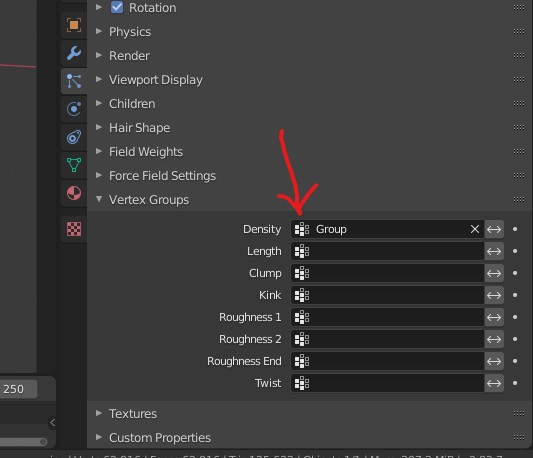 Rotation
Physics
Render
Viewport Display
Children
Hair Shape
Field Weights
Force Field Settings
Vertex Groups
Density Group
Length
Clump
Kink
Roughness 1
Roughness 2
Roughness End
Twist
250
Textures
Custom Properties